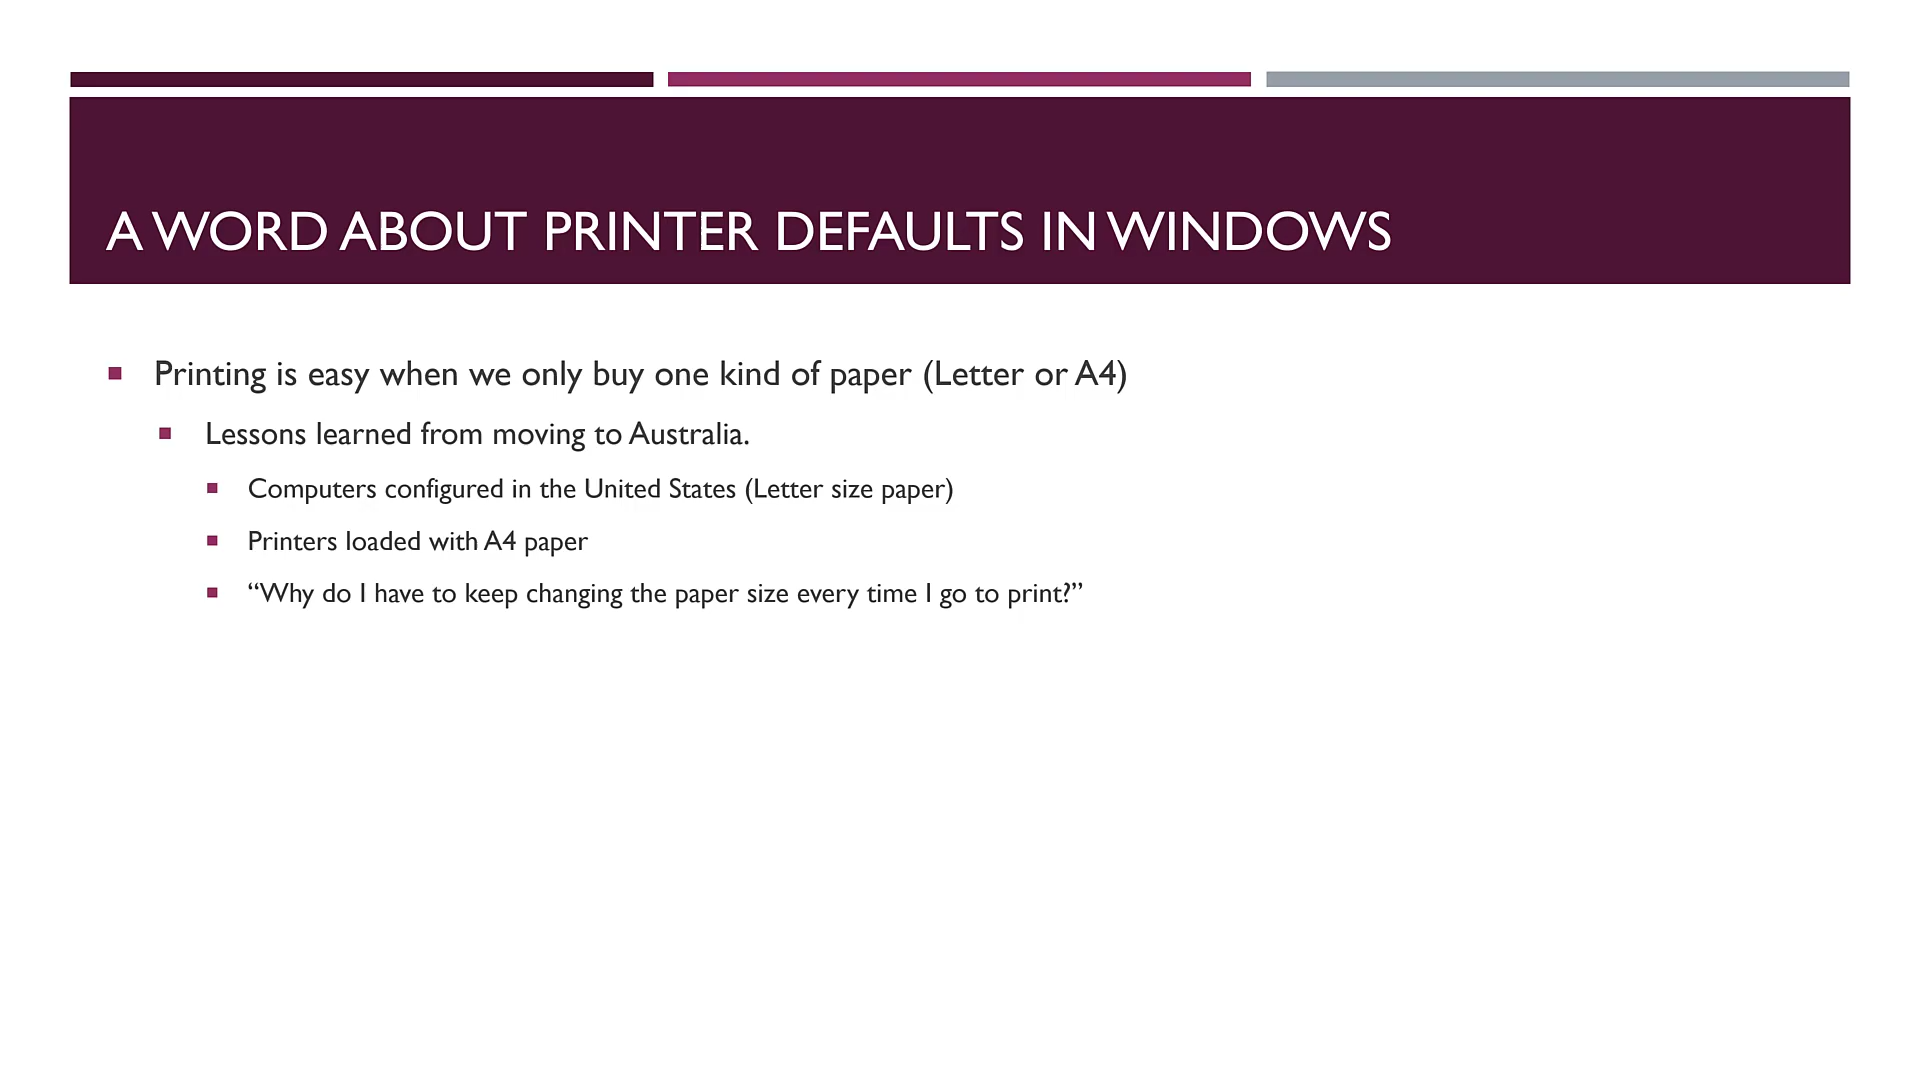 A WORD ABOUT PRINTER DEFAULTS IN WINDOWS
Printing is easy when we only buy one kind of paper (Letter or A4)
Lessons learned from moving to Australia.
Computers configured in the United States (Letter size paper)
Printers loaded with A4 paper
“Why do I have to keep changing the paper size every time I go to print?”